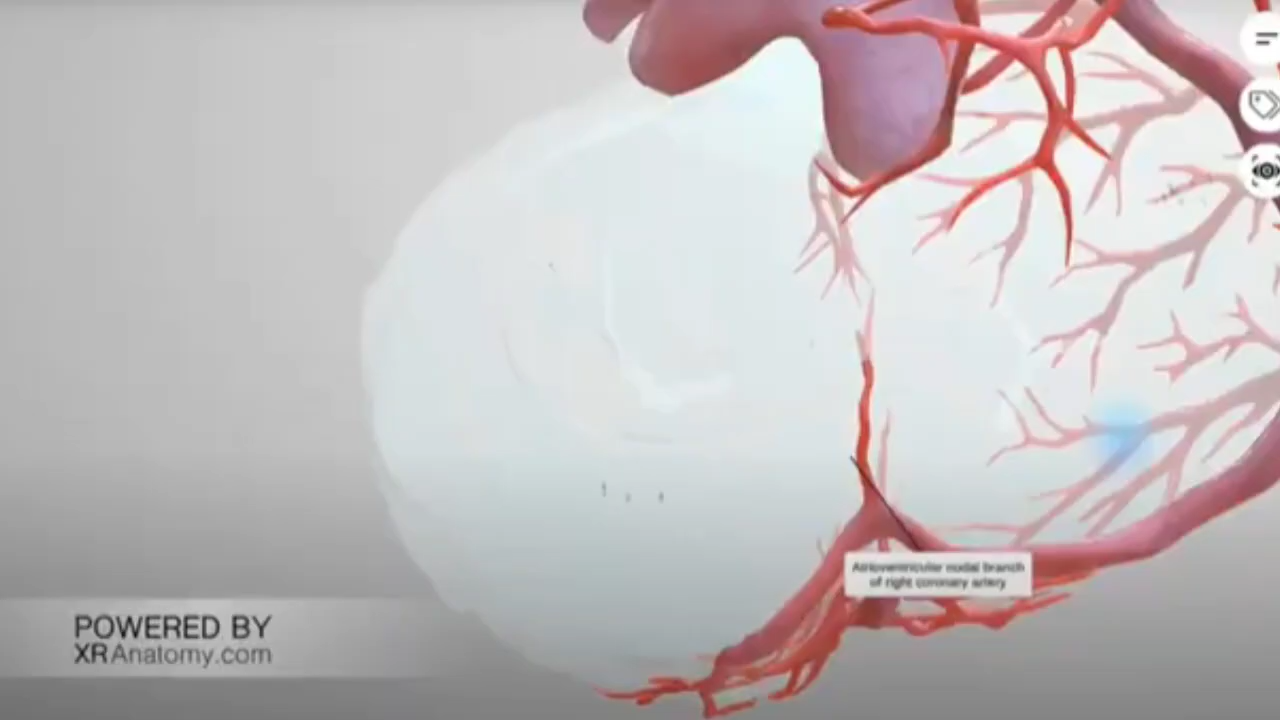 Atrioventricular nodal branch
of right coronary artery
POWERED BY
XRAnatomy.com